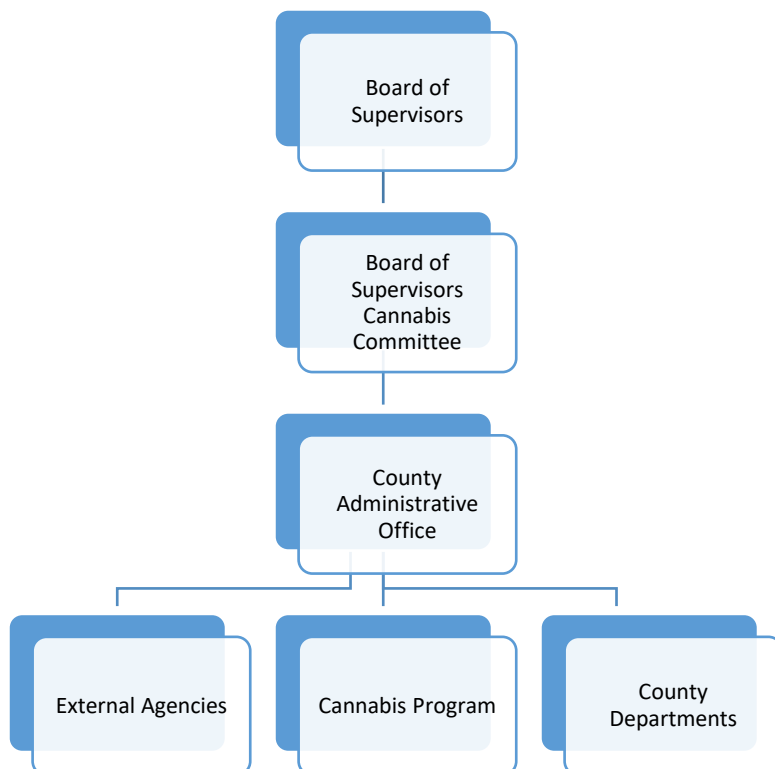 Board of
Supervisors
Board of
Supervisors
Cannabis
Committee
County
Administrative
Office
External Agencies
Cannabis Program
County
Departments